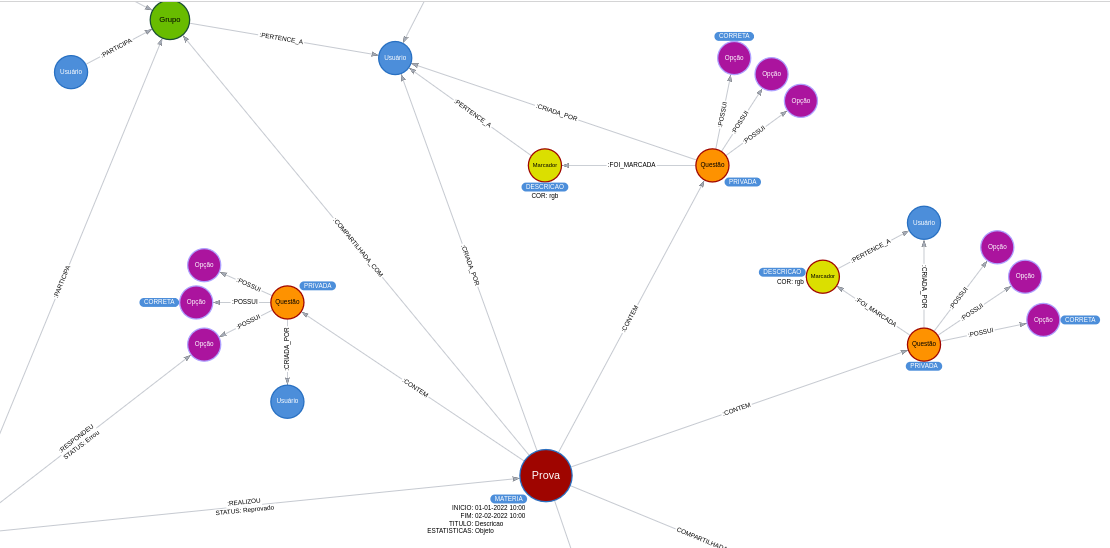 Grupo
:PERTENCE_A
CORRETA
:PARTICIPA
Usuário
Usuário
Opção
Opção
Opção
:CRIADA_POR
:PERTENCE_A
:POSSUI
:POSSUI
:POSSUI
Marcador
:FOI_MARCADA
Questão
PRIVADA
DESCRICAO
COR: rgb
:COMPARTILHADA_COM
:CRIADA_POR
:PARTICIPA
Usuário
:PERTENCE_A
Opção
Opção
DESCRICAO
COR: rgb
Marcador
:CRIADA_POR
:POSSUI
:POSSUI
:FOI_MARCADA
Opção
CORRETA
:POSSUI
Questão
PRIVADA
Opção
:POSSUI
PRIVADA
CORRETA
Opção
:POSSUI
Questão
:POSSUI
Opção
:CRIADA_POR
Usuário
:CONTEM
:CONTEM
:CONTEM
:RESPONDEU
STATUS: Errou
Prova
:REALIZOU
STATUS: Reprovado
MATERIA
INICIO: 01-01-2022 10:00
FIM: 02-02-2022 10:00
TITULO: Descricao
ESTATISTICAS: Objeto